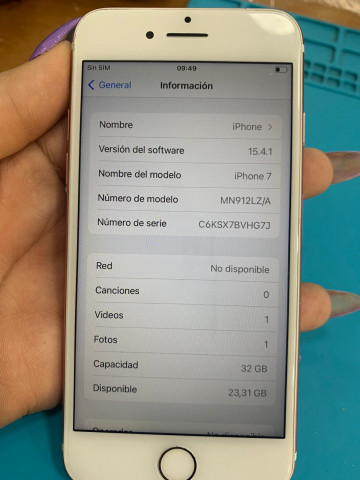 Sin SIM 09:49
General Información
Nombre iPhone
Versión del software 15.4.1
Nombre del modelo iPhone 7
Número de modelo MN912LZ/A
Número de serie C6KSX7BVHG7J
Red No disponible
Canciones 0
Videos 1
Fotos 1
Capacidad 32 GB
Disponible 23,31 GB